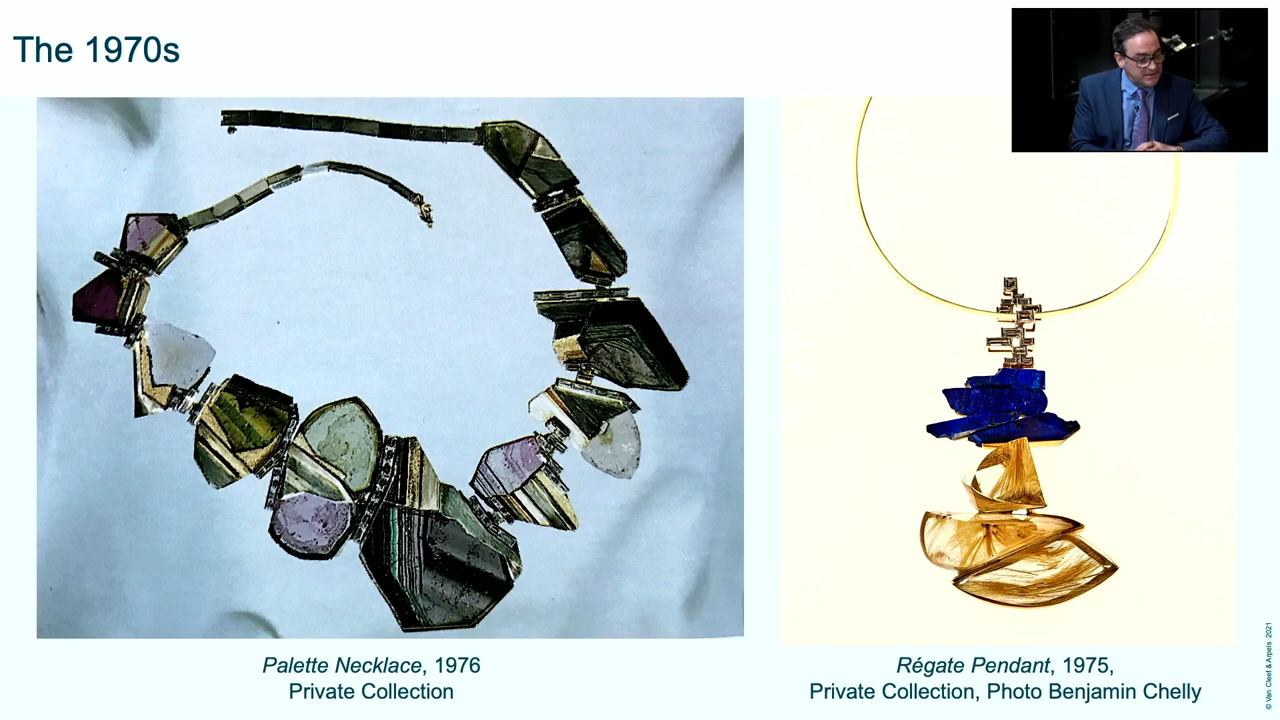 The 1970s
Palette Necklace, 1976
Private Collection
Régate Pendant, 1975,
Private Collection, Photo Benjamin Chelly
© Van Cleef & Arpels 2021